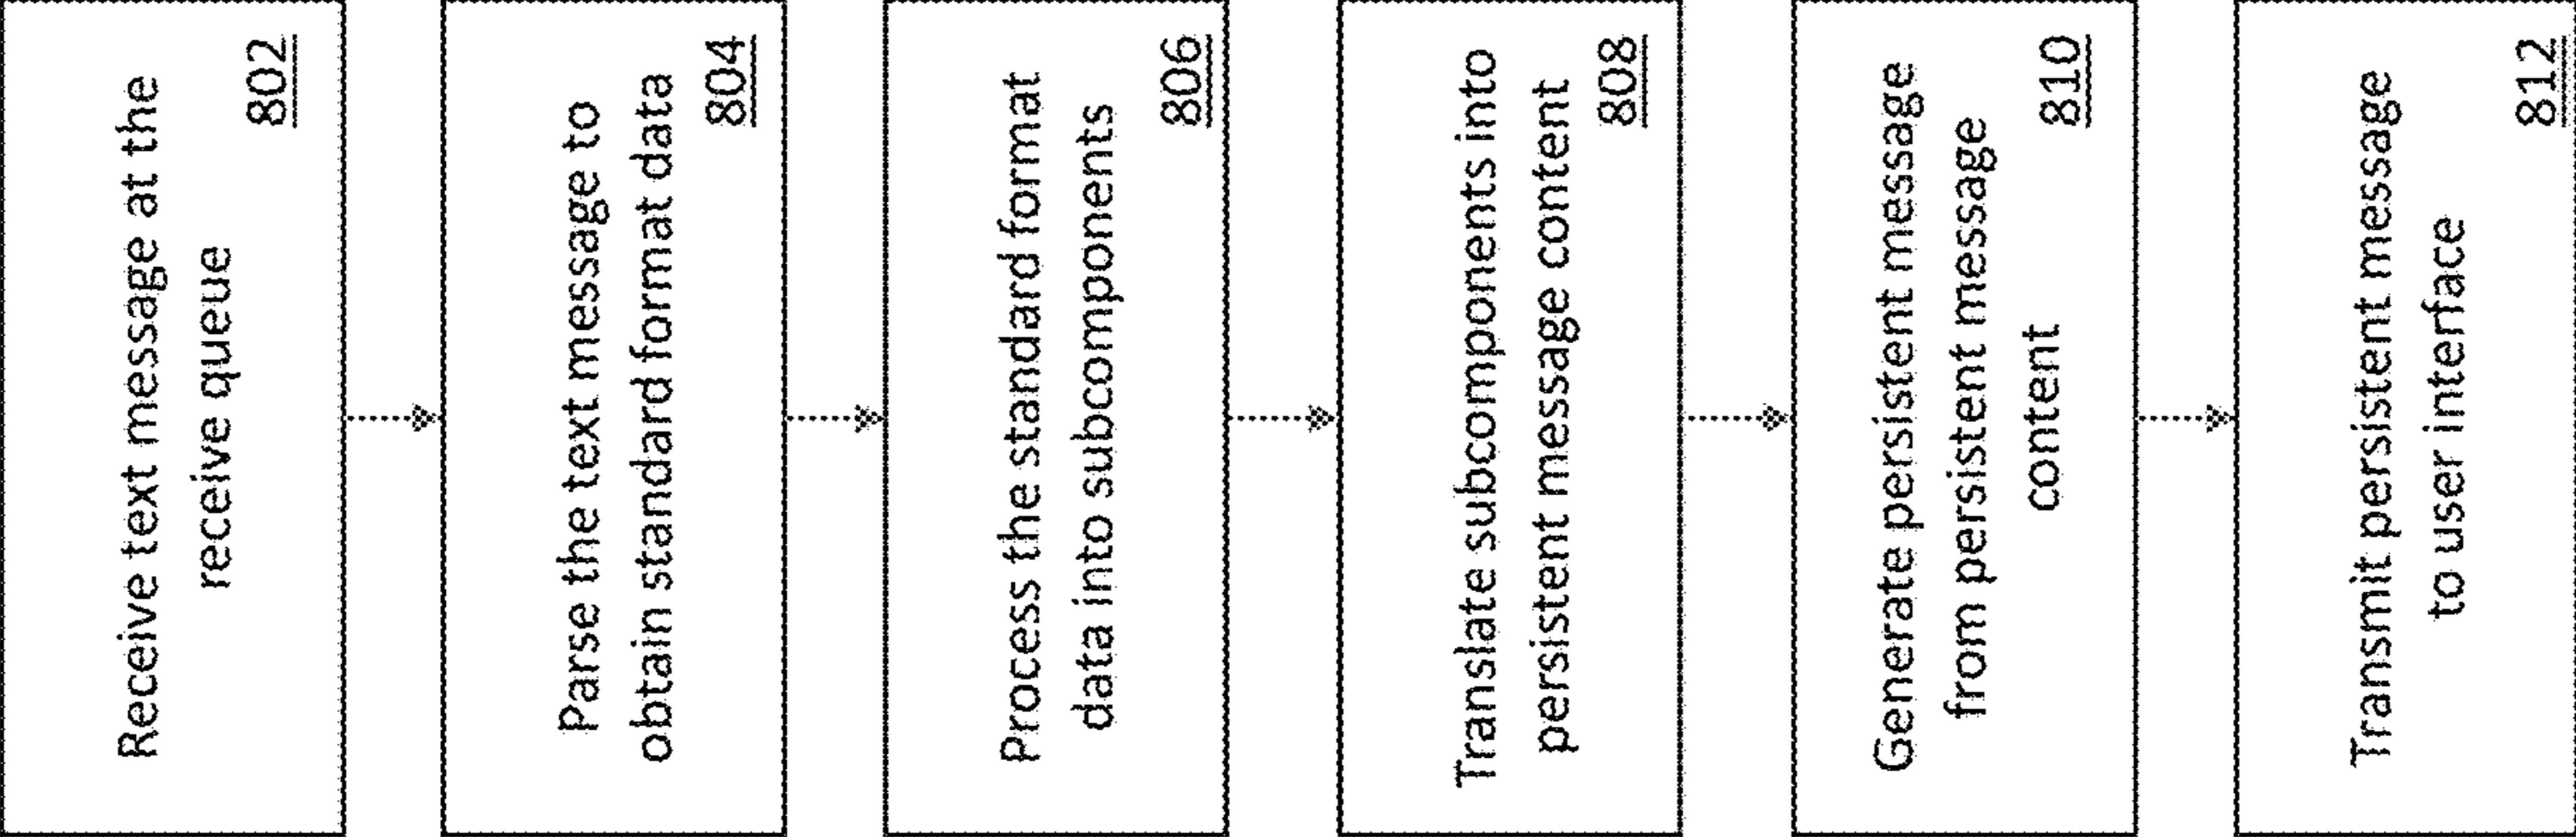 Receive text message at the
receive queue
802
Parse the text message to
obtain standard format data
804
Process the standard format
data into subcomponents
806
Translate subcomponents into
persistent message content
808
Generate persistent message
from persistent message
content
810
Transmit persistent message
to user interface
812